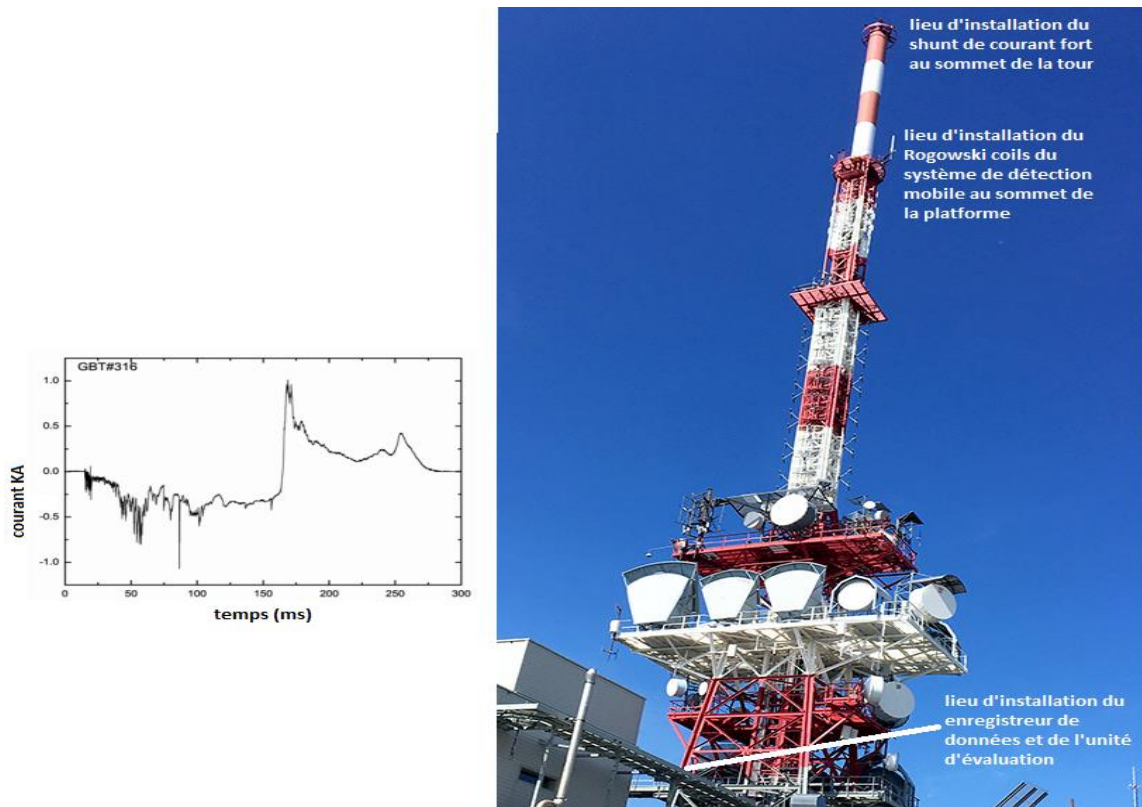 GBT#316
1.0
0.5
0.0
-0.5
-1.0
courant KA
0 50 100 150 200 250 300
temps (ms)
lieu d'installation du
shunt de courant fort
au sommet de la tour
lieu d'installation du
Rogowski coils du
système de détection
mobile au sommet de
la platforme
lieu d'installation du
enregistreur de
données et de l'unité
d'évaluation